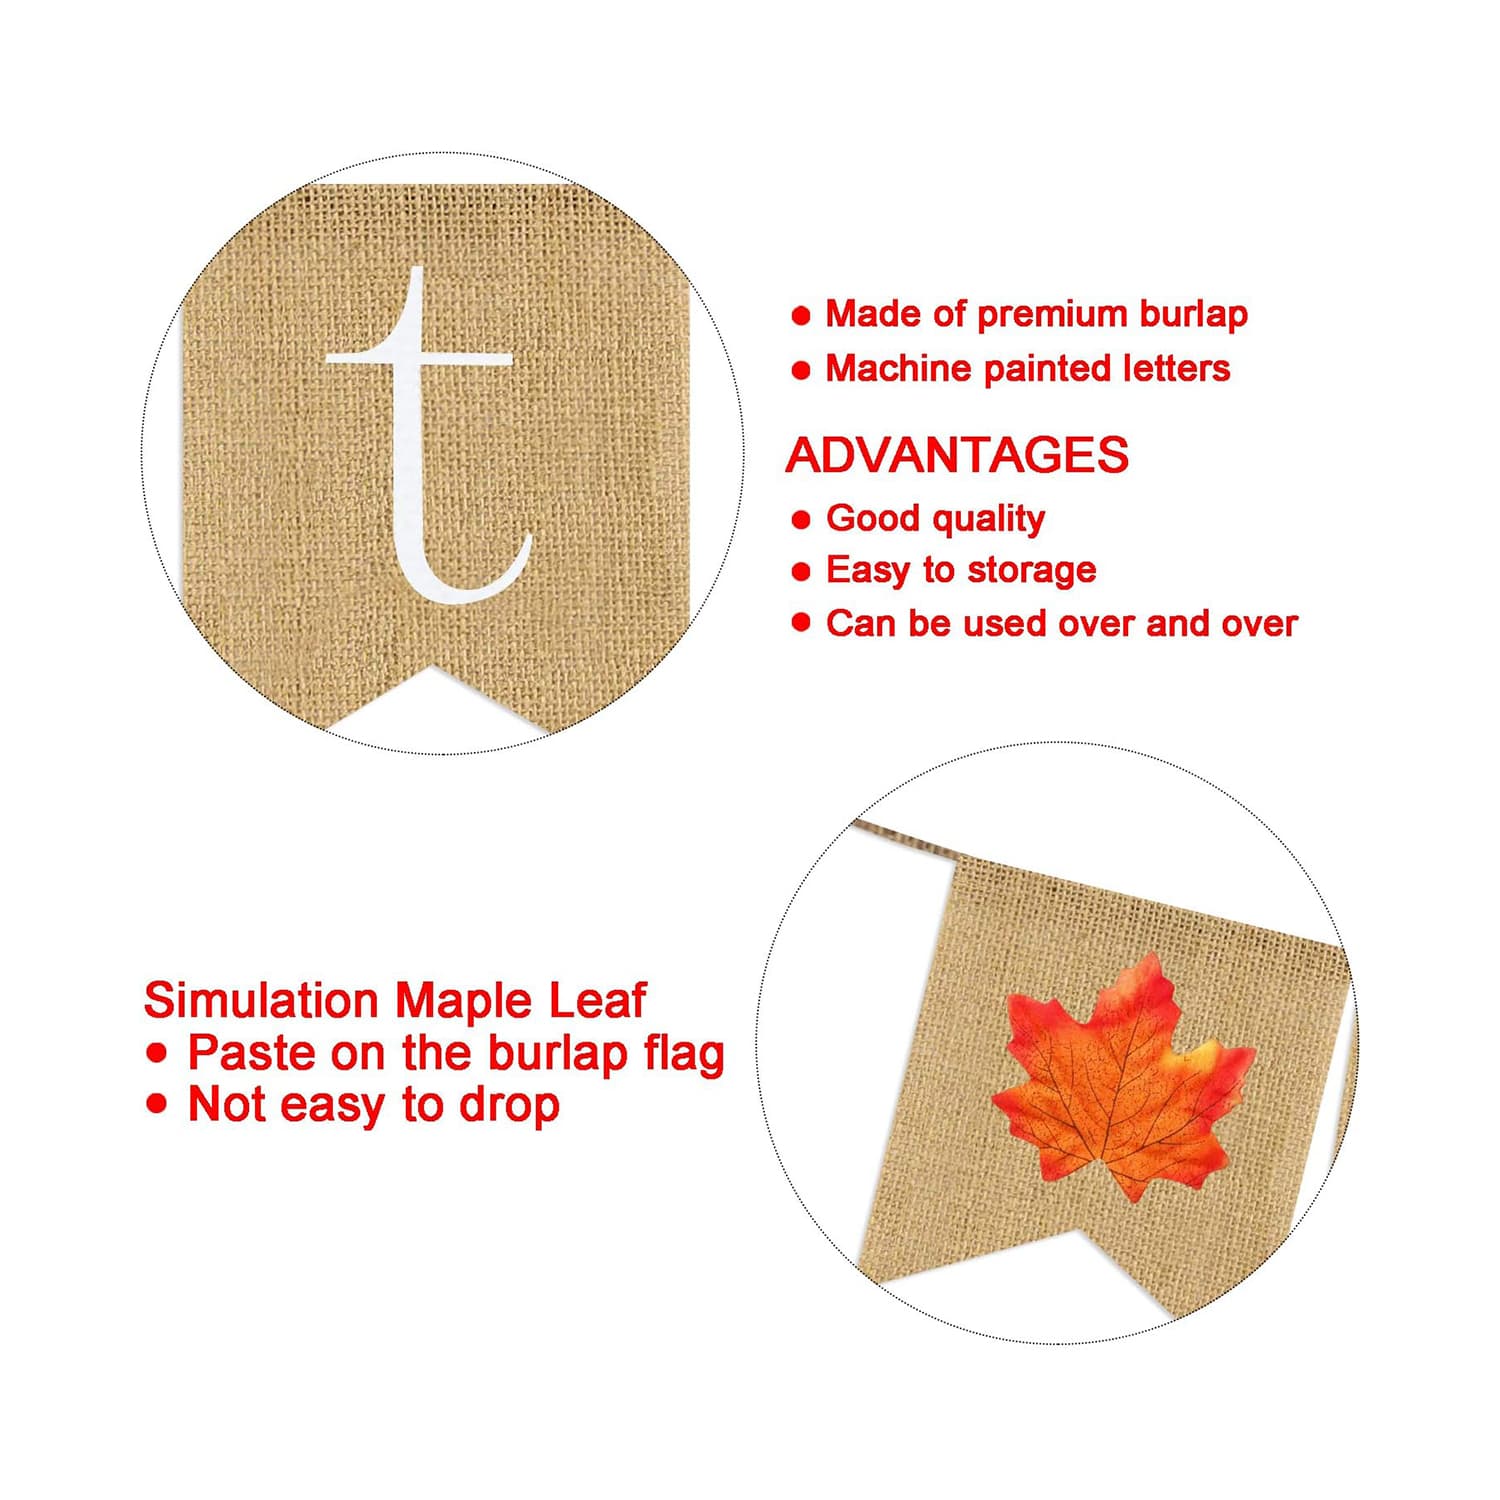 t
● Made of premium burlap
● Machine painted letters
ADVANTAGES
● Good quality
● Easy to storage
● Can be used over and over
Simulation Maple Leaf
● Paste on the burlap flag
● Not easy to drop